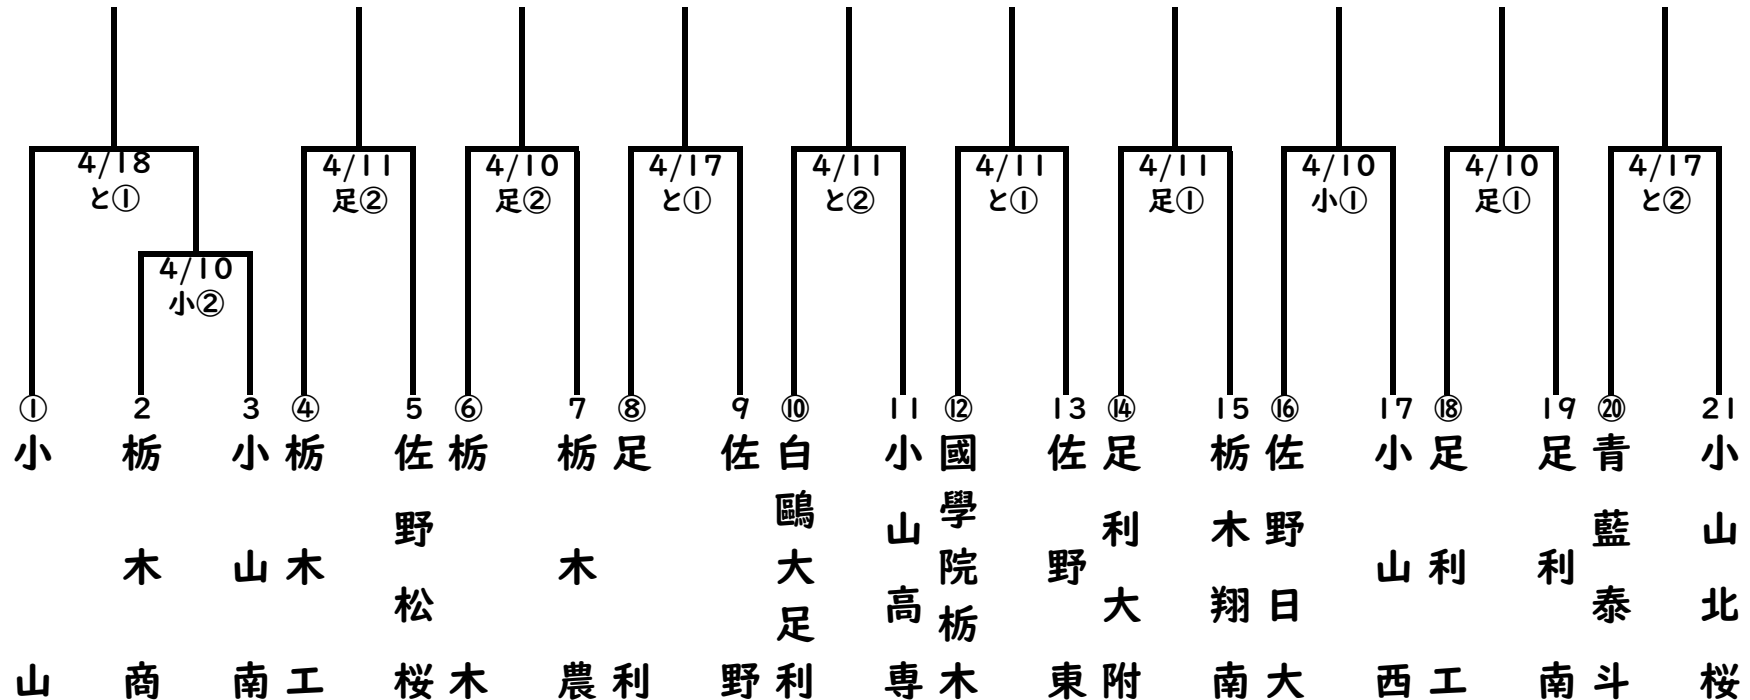 4/18
と①
4/10
小②
4/11
足②
4/10
足②
4/17
と①
4/11
と②
4/11
と①
4/11
足①
4/10
小①
4/10
足①
4/17
と②
①
小山
2
栃木商
3
小山南
④
栃木工
5
佐野松桜
⑥
栃木
7
栃木農
⑧
足利
9
佐野
⑩
白鷗大足利
11
小山高専
⑫
國學院栃木
13
佐野東
⑭
足利大附
15
栃木翔南
⑯
佐野日大
17
小山西
⑱
足利工
19
足利南
⑳
青藍泰斗
21
小山北桜